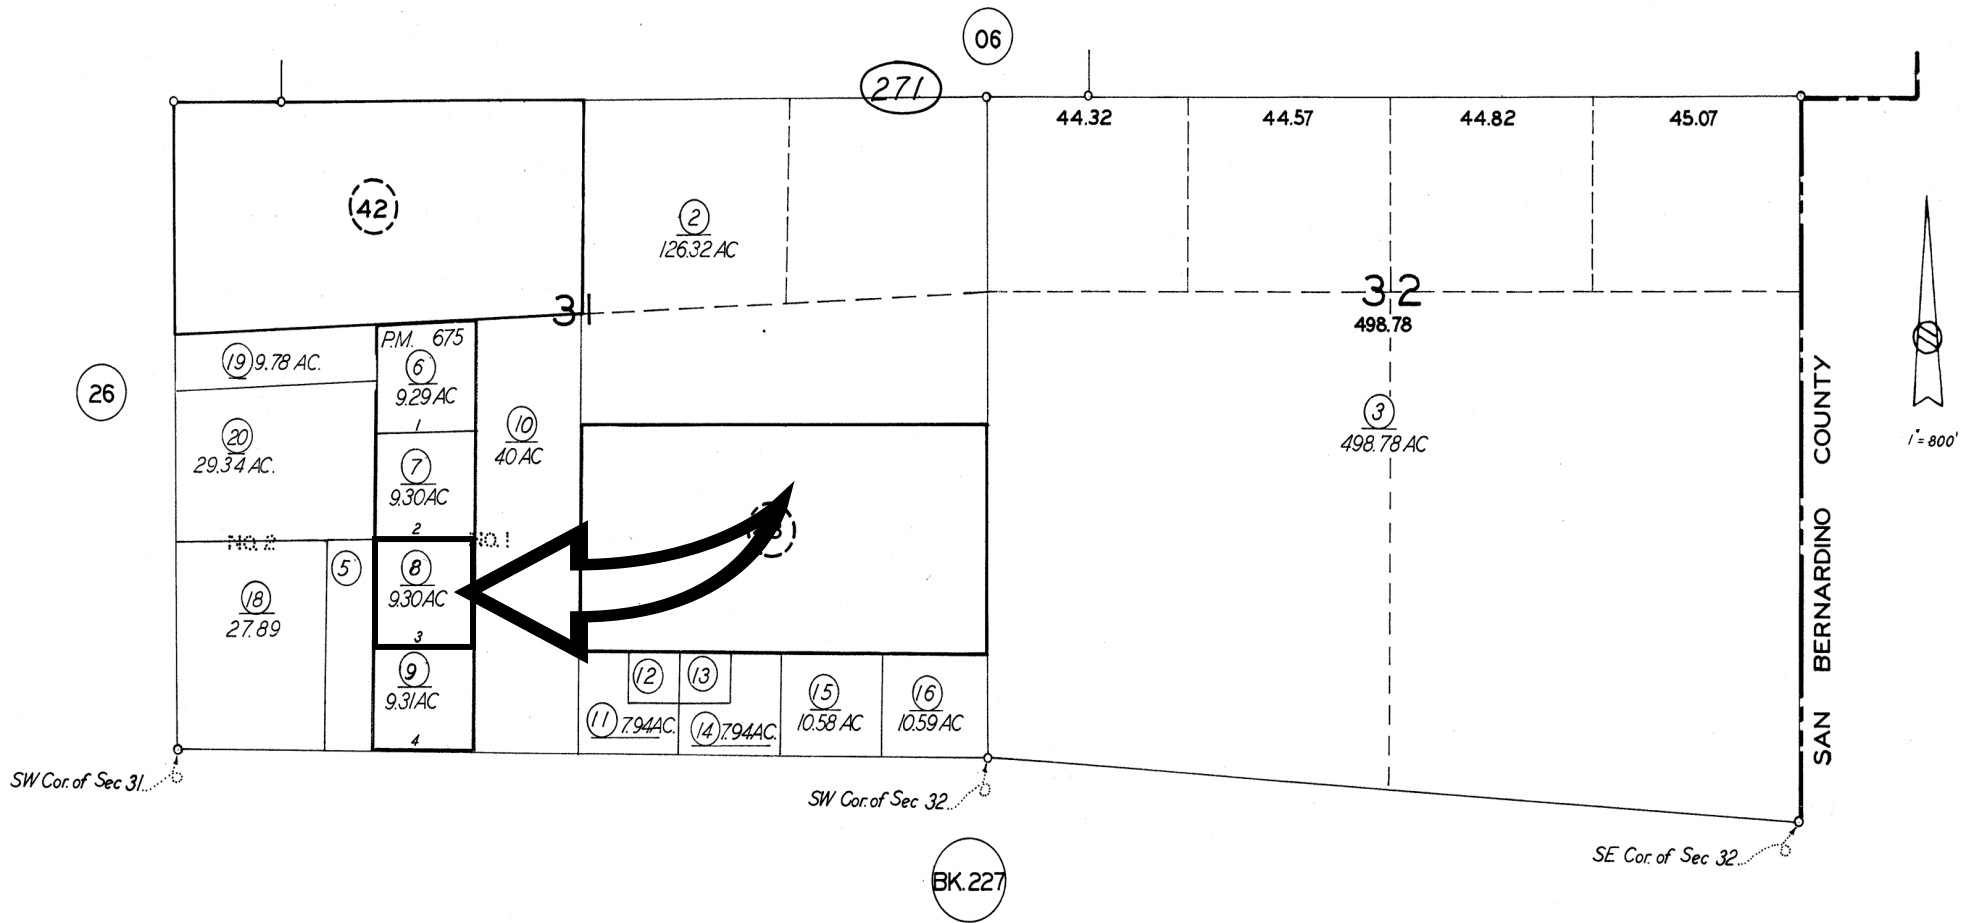 06
271
44.32
44.57
44.82
45.07
42
2
126.32 AC
31
32
498.78
P.M. 675
19 9.78 AC.
6
9.29 AC
1
26
3
498.78 AC
1"=800'
SAN BERNARDINO COUNTY
20
29.34 AC.
10
40 AC
7
9.30 AC
2
NO. 2
NO. 1
5
8
9.30 AC
3
18
27.89
9
9.31 AC
4
12
13
15
10.58 AC
16
10.59 AC
11 7.94 AC.
14 7.94 AC.
SW Cor. of Sec 31
SW Cor. of Sec 32
SE Cor. of Sec 32
BK. 227